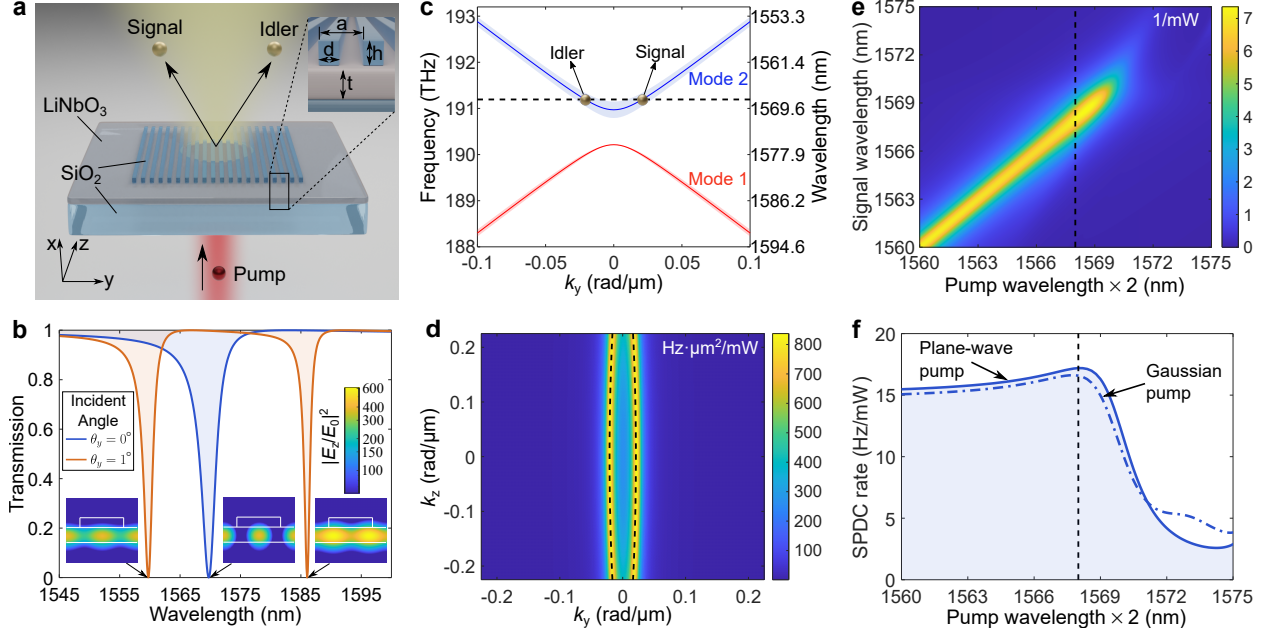 a
Signal
Idler
a
d
h
t
LiNbO3
SiO2
x
z
y
Pump
b
Transmission
1
0.8
0.6
0.4
0.2
0
Incident
Angle
θy = 0°
θy = 1°
|Ez/E0|²
600
400
300
200
150
100
1545
1555
1565
1575
1585
1595
Wavelength (nm)
c
Frequency (THz)
193
192
191
190
189
188
Idler
Signal
Mode 2
Mode 1
1553.3
1561.4
1569.6
1577.9
1586.2
1594.6
Wavelength (nm)
-0.1
-0.05
0
0.05
0.1
ky (rad/µm)
d
kz (rad/µm)
0.2
0.1
0
-0.1
-0.2
Hz·µm²/mW
800
700
600
500
400
300
200
100
-0.2
-0.1
0
0.1
0.2
ky (rad/µm)
e
Signal wavelength (nm)
1575
1572
1569
1566
1563
1560
1/mW
7
6
5
4
3
2
1
0
1560
1563
1566
1569
1572
1575
Pump wavelength × 2 (nm)
f
SPDC rate (Hz/mW)
20
15
10
5
0
Plane-wave
pump
Gaussian
pump
1560
1563
1566
1569
1572
1575
Pump wavelength × 2 (nm)